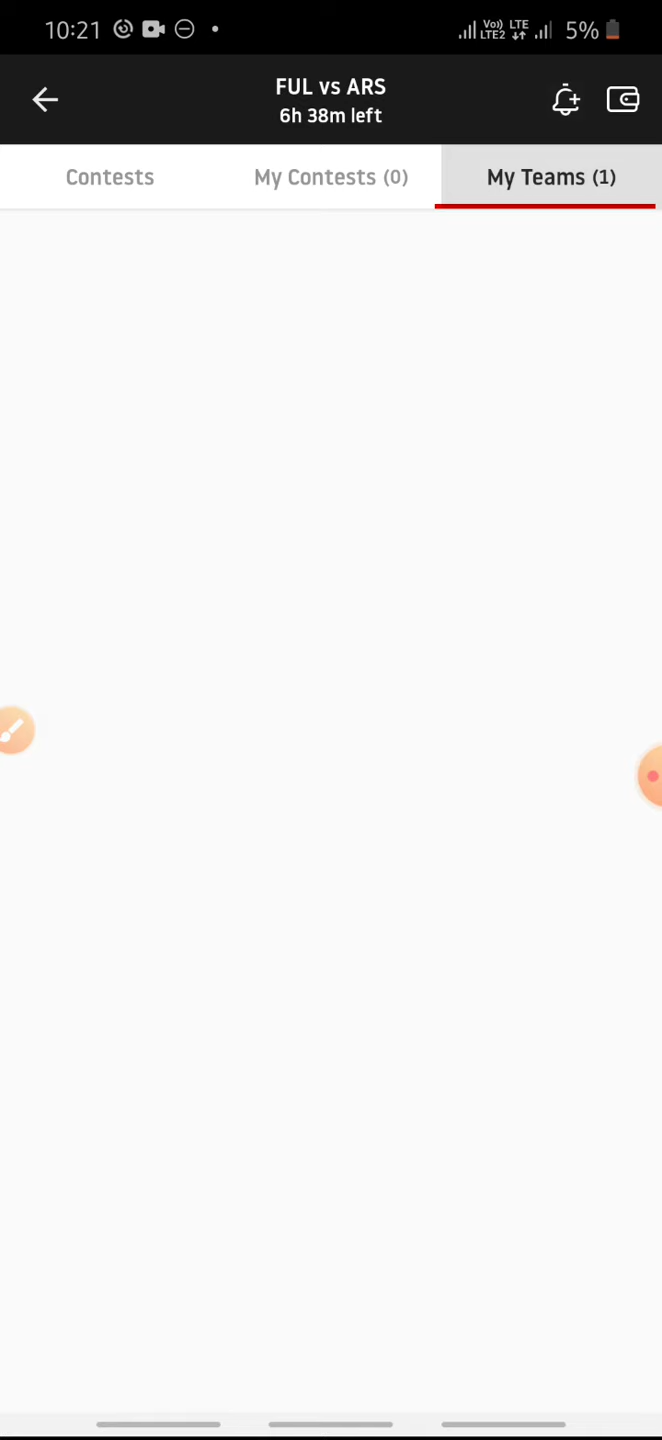 10:21
Vo)) LTE
LTE2
5%
FUL vs ARS
6h 38m left
Contests
My Contests (0)
My Teams (1)